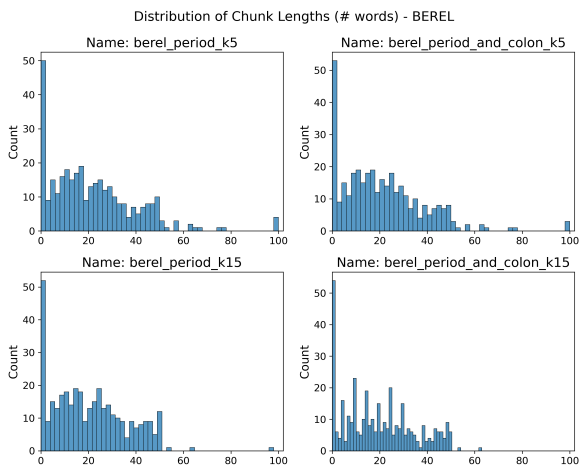 Distribution of Chunk Lengths (# words) - BEREL
Name: berel_period_k5
Name: berel_period_and_colon_k5
Count
50
40
30
20
10
0
0 20 40 60 80 100
Count
50
40
30
20
10
0
0 20 40 60 80 100
Name: berel_period_k15
Name: berel_period_and_colon_k15
Count
50
40
30
20
10
0
0 20 40 60 80 100
Count
50
40
30
20
10
0
0 20 40 60 80 100